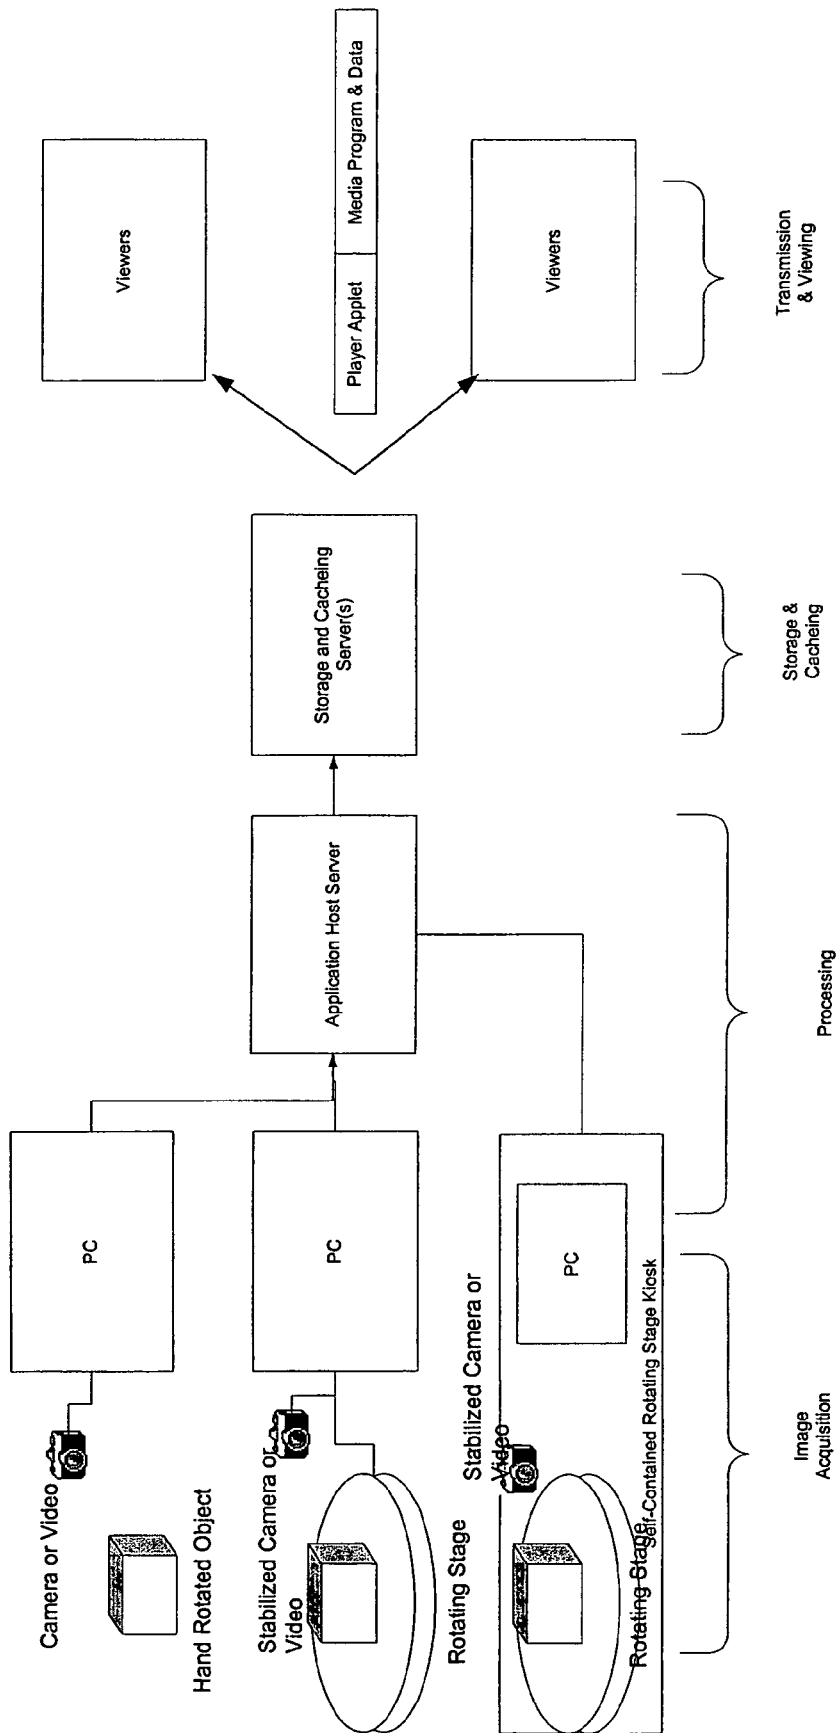 Camera or Video
Hand Rotated Object
PC
Stabilized Camera or
Video
Rotating Stage
PC
Stabilized Camera or
Video
Rotating Stage
PC
Self-Contained Rotating Stage Kiosk
Application Host Server
Storage and Cacheing
Server(s)
Viewers
Player Applet
Media Program & Data
Viewers
Image
Acquisition
Processing
Storage &
Cacheing
Transmission
& Viewing